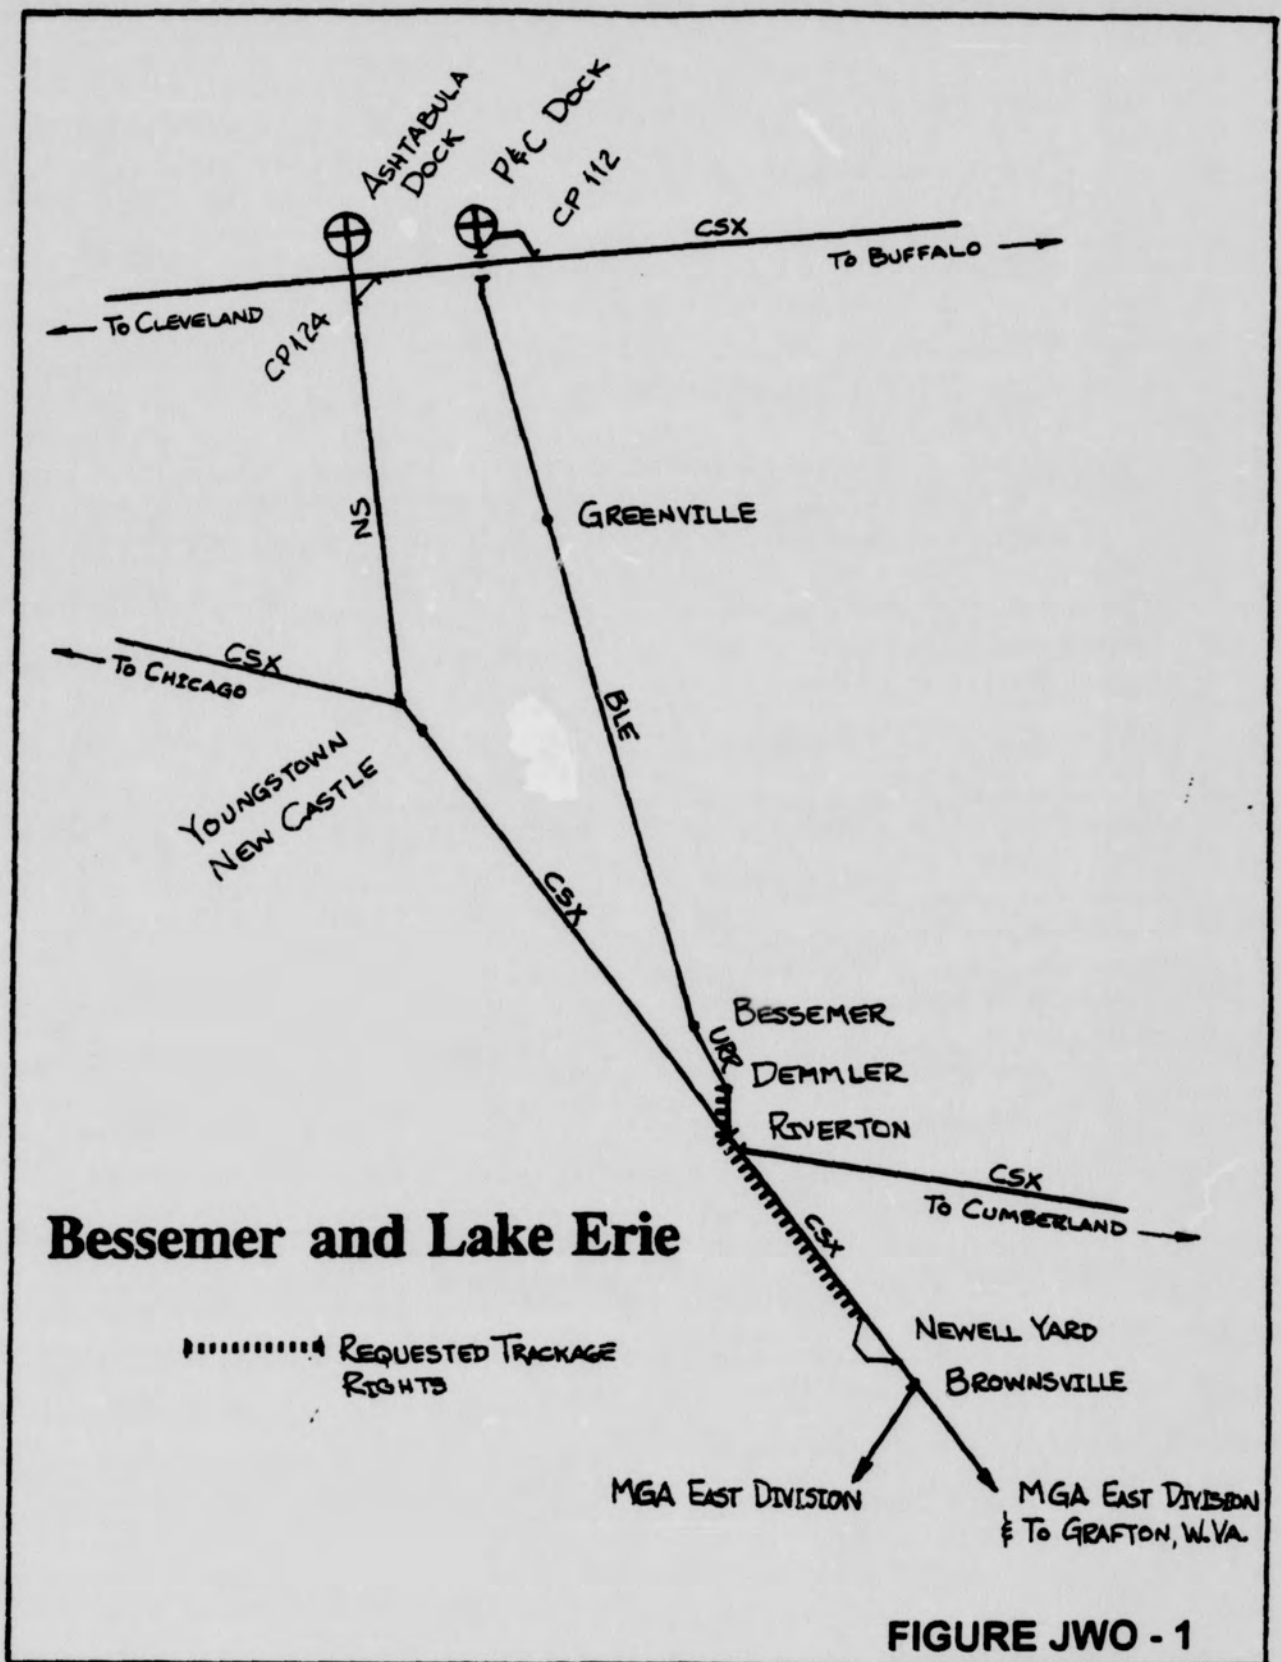 ASHTABULA
DOCK
P&C DOCK
CP 112
CSX
TO BUFFALO
TO CLEVELAND
CP 124
NS
GREENVILLE
CSX
TO CHICAGO
BLE
YOUNGSTOWN
NEW CASTLE
CSX
BESSEMER
URR
DEMMLER
RIVERTON
CSX
TO CUMBERLAND
CSX
Bessemer and Lake Erie
REQUESTED TRACKAGE
RIGHTS
NEWELL YARD
BROWNSVILLE
MGA EAST DIVISION
MGA EAST DIVISION
& TO GRAFTON, W.VA.
FIGURE JWO - 1